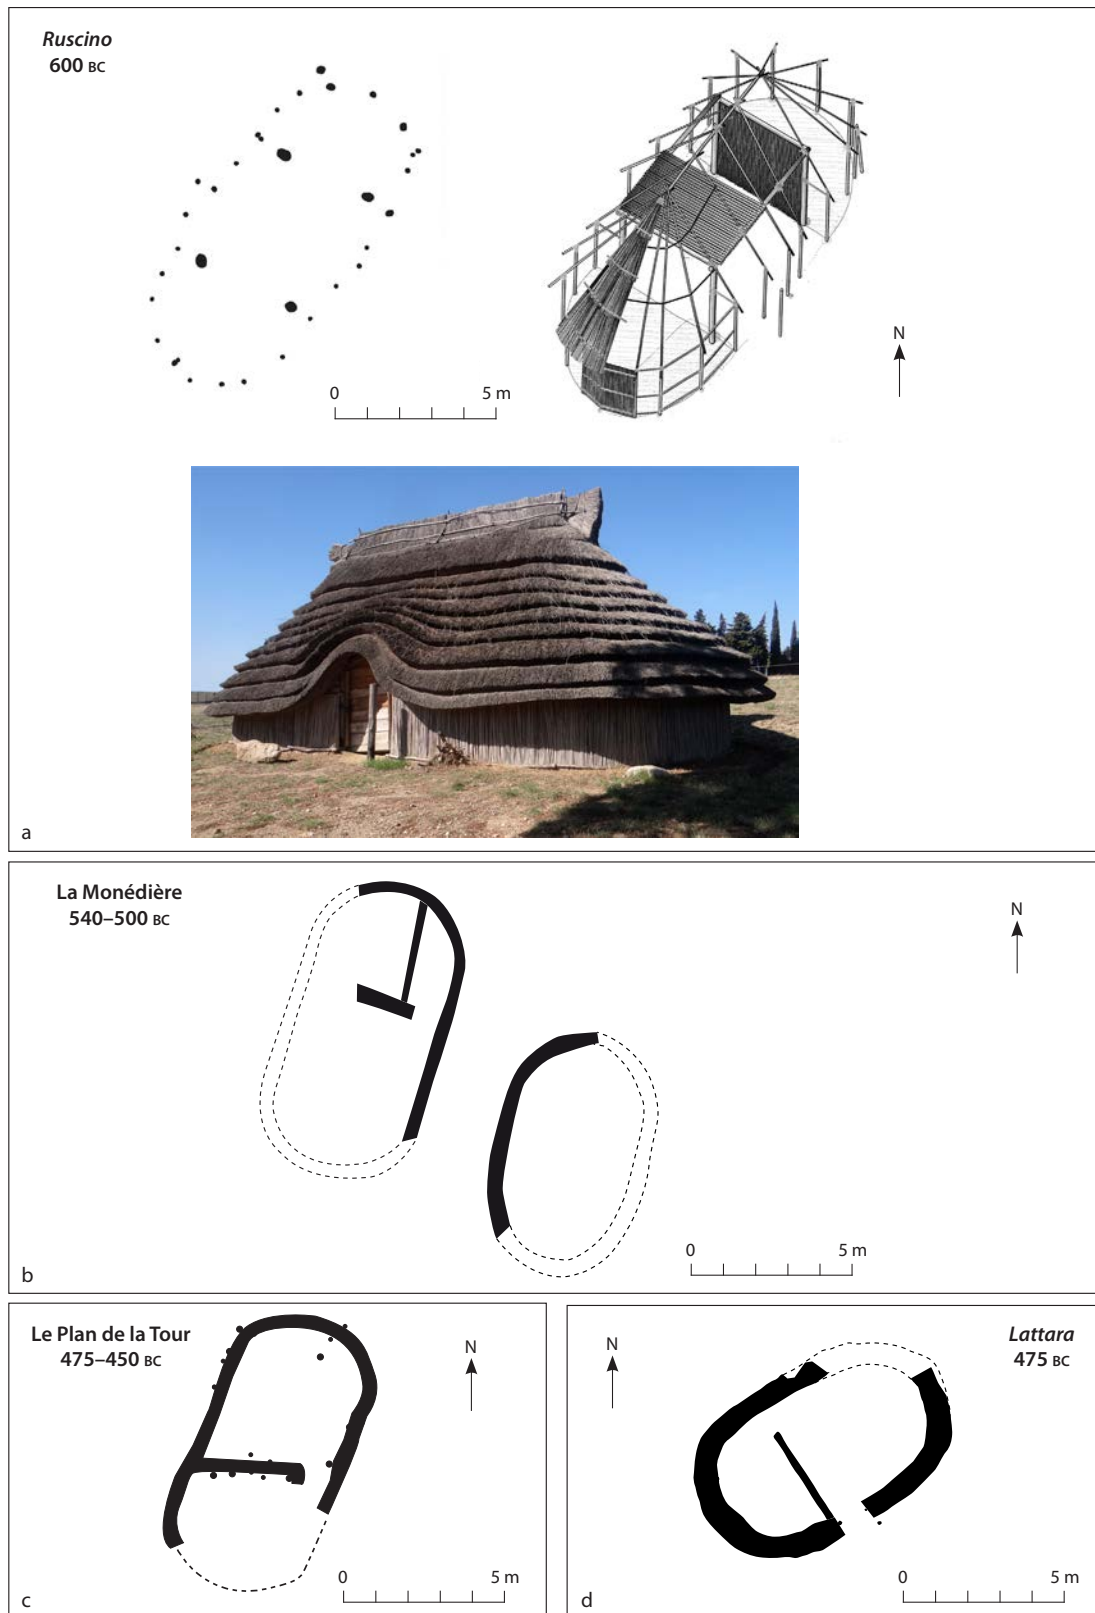 Ruscino
600 BC
0 5 m
N
a
La Monédière
540–500 BC
N
0 5 m
b
Le Plan de la Tour
475–450 BC
N
0 5 m
c
Lattara
475 BC
N
0 5 m
d